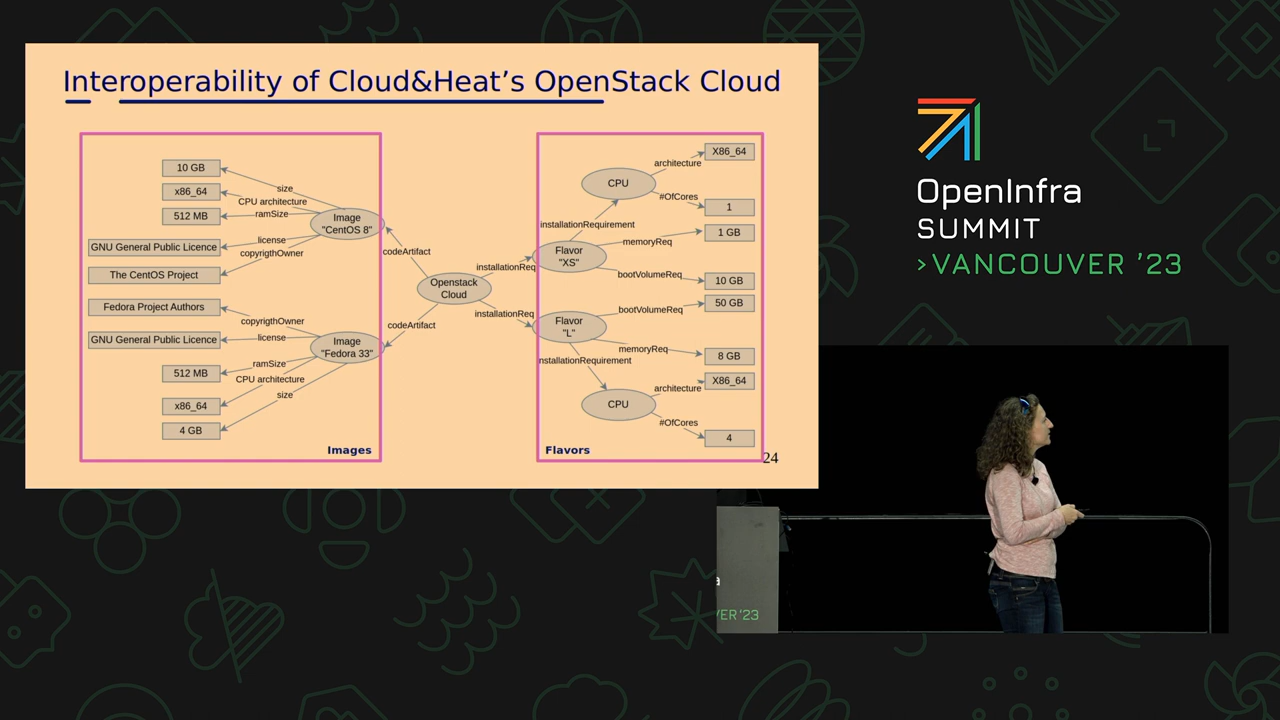 Interoperability of Cloud&Heat's OpenStack Cloud
10 GB
size
x86_64
CPU architecture
512 MB
ramSize
Image
"CentOS 8"
GNU General Public Licence
license
copyrigthOwner
The CentOS Project
Fedora Project Authors
copyrigthOwner
GNU General Public Licence
license
Image
"Fedora 33"
512 MB
ramSize
CPU architecture
x86_64
size
4 GB
Images
codeArtifact
Openstack
Cloud
codeArtifact
installationReq
installationReq
X86_64
architecture
CPU
#OfCores
1
installationRequirement
1 GB
memoryReq
Flavor
"XS"
bootVolumeReq
10 GB
50 GB
bootVolumeReq
Flavor
"L"
memoryReq
8 GB
nstallationRequirement
X86_64
architecture
CPU
#OfCores
4
Flavors
24
OpenInfra
SUMMIT
>VANCOUVER '23
a
VER '23